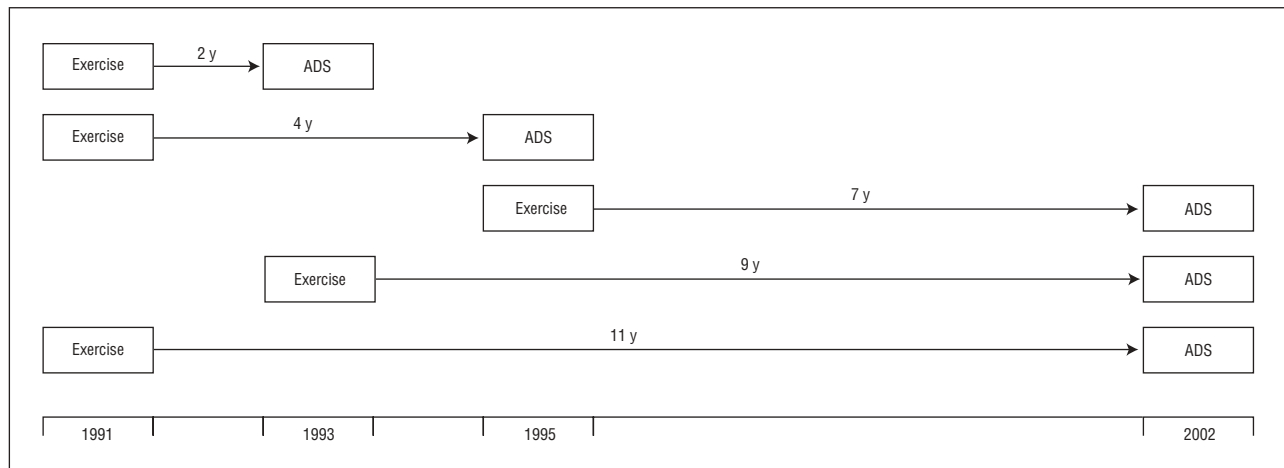 2 y
Exercise ADS
4 y
Exercise ADS
7 y
Exercise ADS
9 y
Exercise ADS
11 y
Exercise ADS
1991 1993 1995 2002